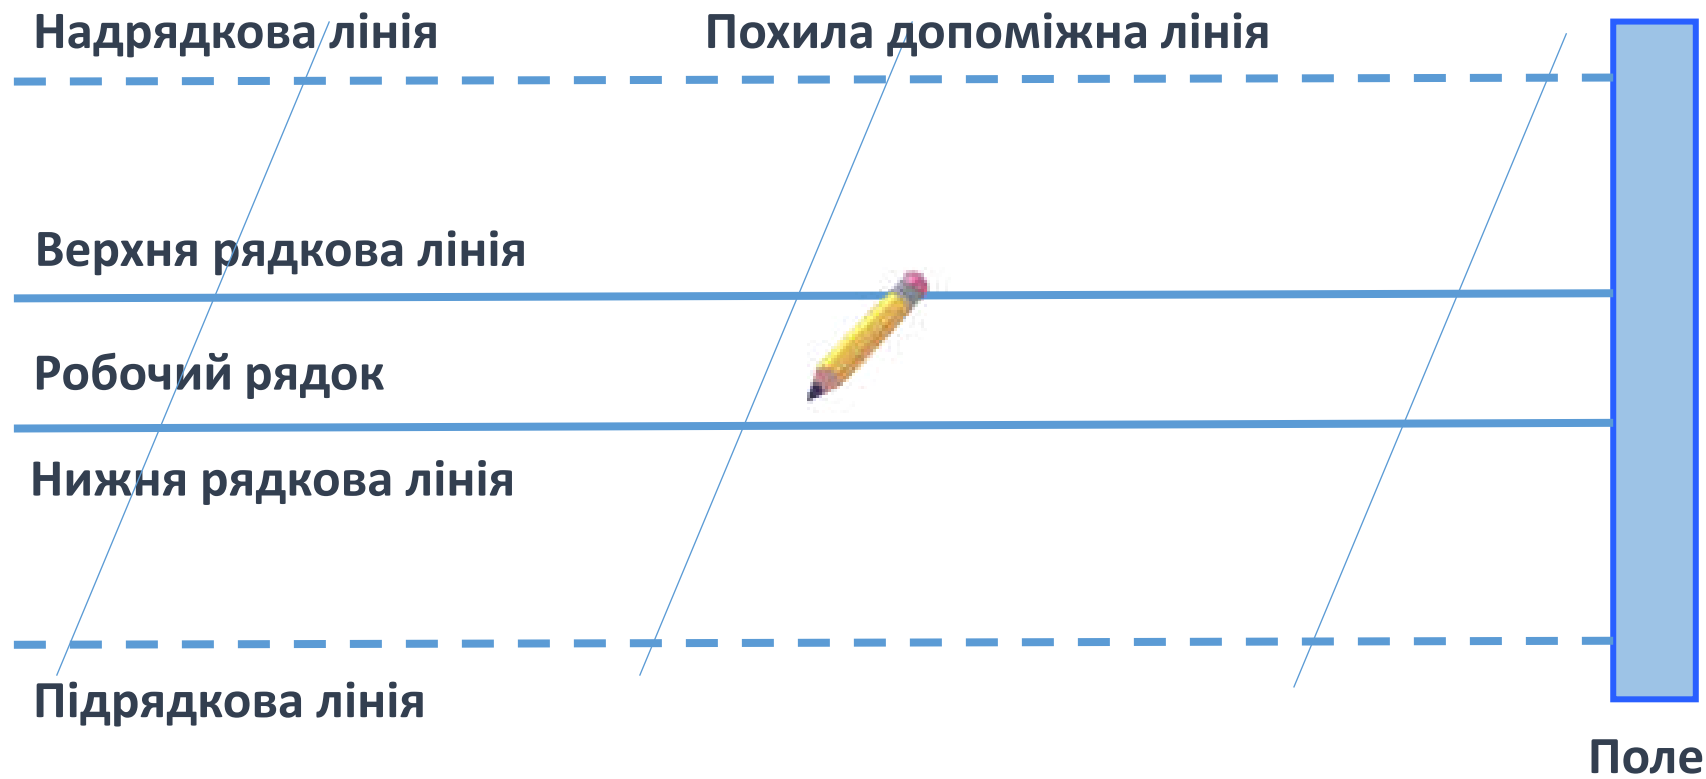 Надрядкова лінія
Похила допоміжна лінія
Верхня рядкова лінія
Робочий рядок
Нижня рядкова лінія
Підрядкова лінія
Поле